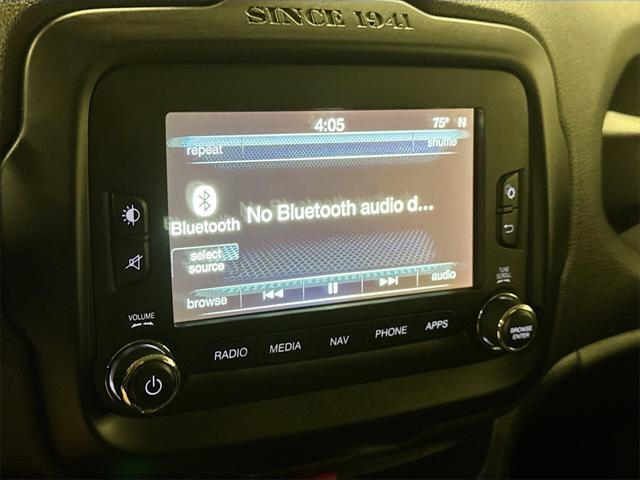 SINCE 1941
4:05 75° N
repeat shuffle
Bluetooth
No Bluetooth audio d...
select
source
browse audio
VOLUME
TUNE
SCROLL
RADIO MEDIA NAV PHONE APPS
BROWSE
ENTER